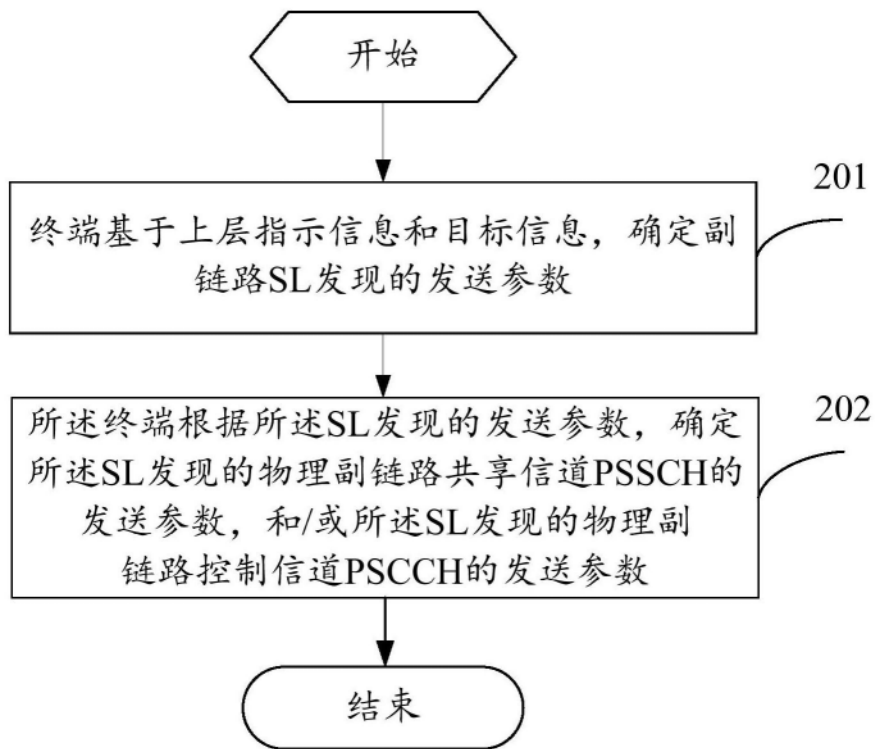 开始
201
终端基于上层指示信息和目标信息，确定副
链路SL发现的发送参数
202
所述终端根据所述SL发现的发送参数，确定
所述SL发现的物理副链路共享信道PSSCH的
发送参数，和/或所述SL发现的物理副
链路控制信道PSCCH的发送参数
结束